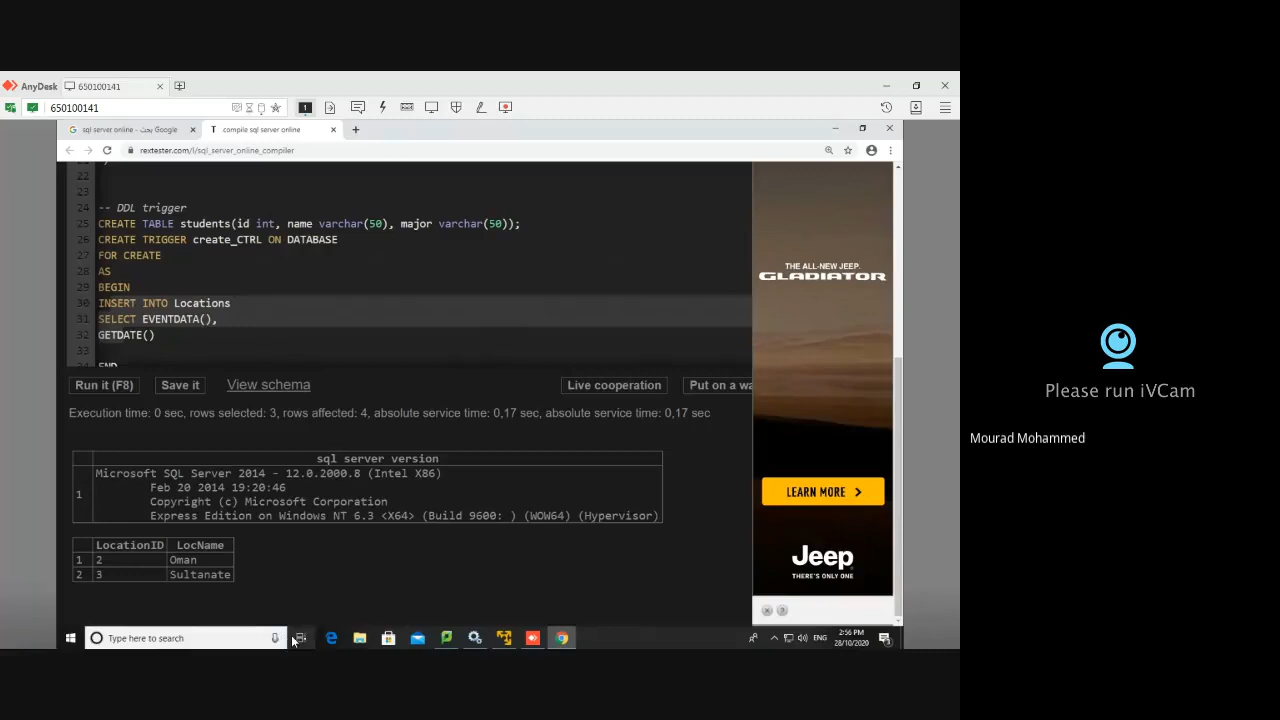 AnyDesk
650100141
650100141
1
sql server online - بحث Google
compile sql server online
rextester.com/l/sql_server_online_compiler
22
23
24 -- DDL trigger
25 CREATE TABLE students(id int, name varchar(50), major varchar(50));
26 CREATE TRIGGER create_CTRL ON DATABASE
27 FOR CREATE
28 AS
29 BEGIN
30 INSERT INTO Locations
31 SELECT EVENTDATA(),
32 GETDATE()
33
END
Run it (F8)
Save it
View schema
Live cooperation
Put on a wa
Execution time: 0 sec, rows selected: 3, rows affected: 4, absolute service time: 0,17 sec, absolute service time: 0,17 sec
sql server version
1
Microsoft SQL Server 2014 - 12.0.2000.8 (Intel X86)
Feb 20 2014 19:20:46
Copyright (c) Microsoft Corporation
Express Edition on Windows NT 6.3 <X64> (Build 9600: ) (WOW64) (Hypervisor)
LocationID LocName
1 2 Oman
2 3 Sultanate
THE ALL-NEW JEEP.
GLADIATOR
LEARN MORE
Jeep
THERE'S ONLY ONE
Type here to search
ENG
2:56 PM
28/10/2020
Please run iVCam
Mourad Mohammed